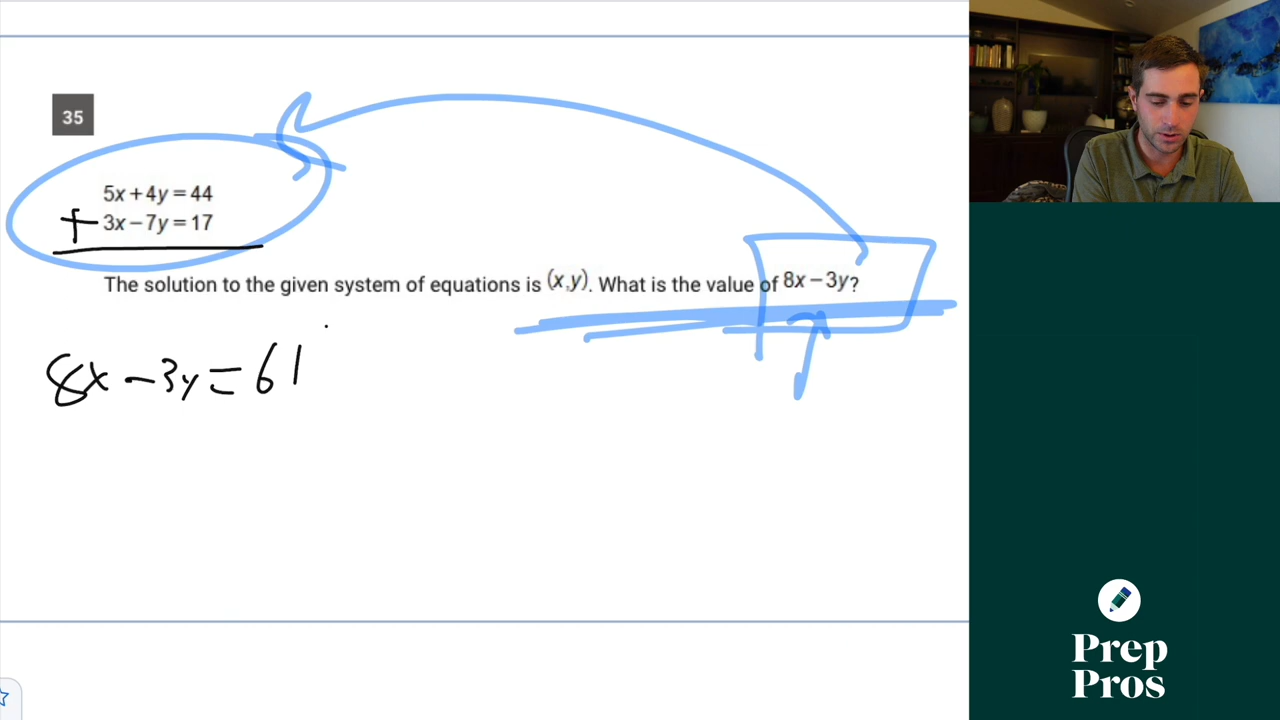 35
5x + 4y = 44
+ 3x − 7y = 17
The solution to the given system of equations is (x,y). What is the value of 8x − 3y?
8x − 3y = 61
Prep
Pros